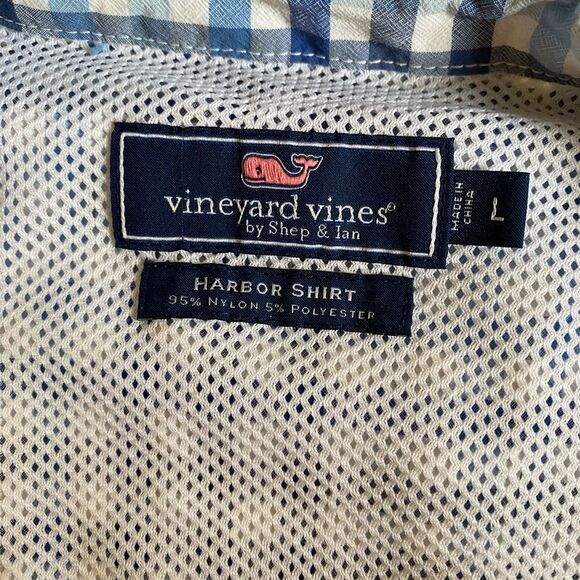 vineyard vines®
by Shep & Ian
MADE IN
CHINA
L
HARBOR SHIRT
95% NYLON 5% POLYESTER